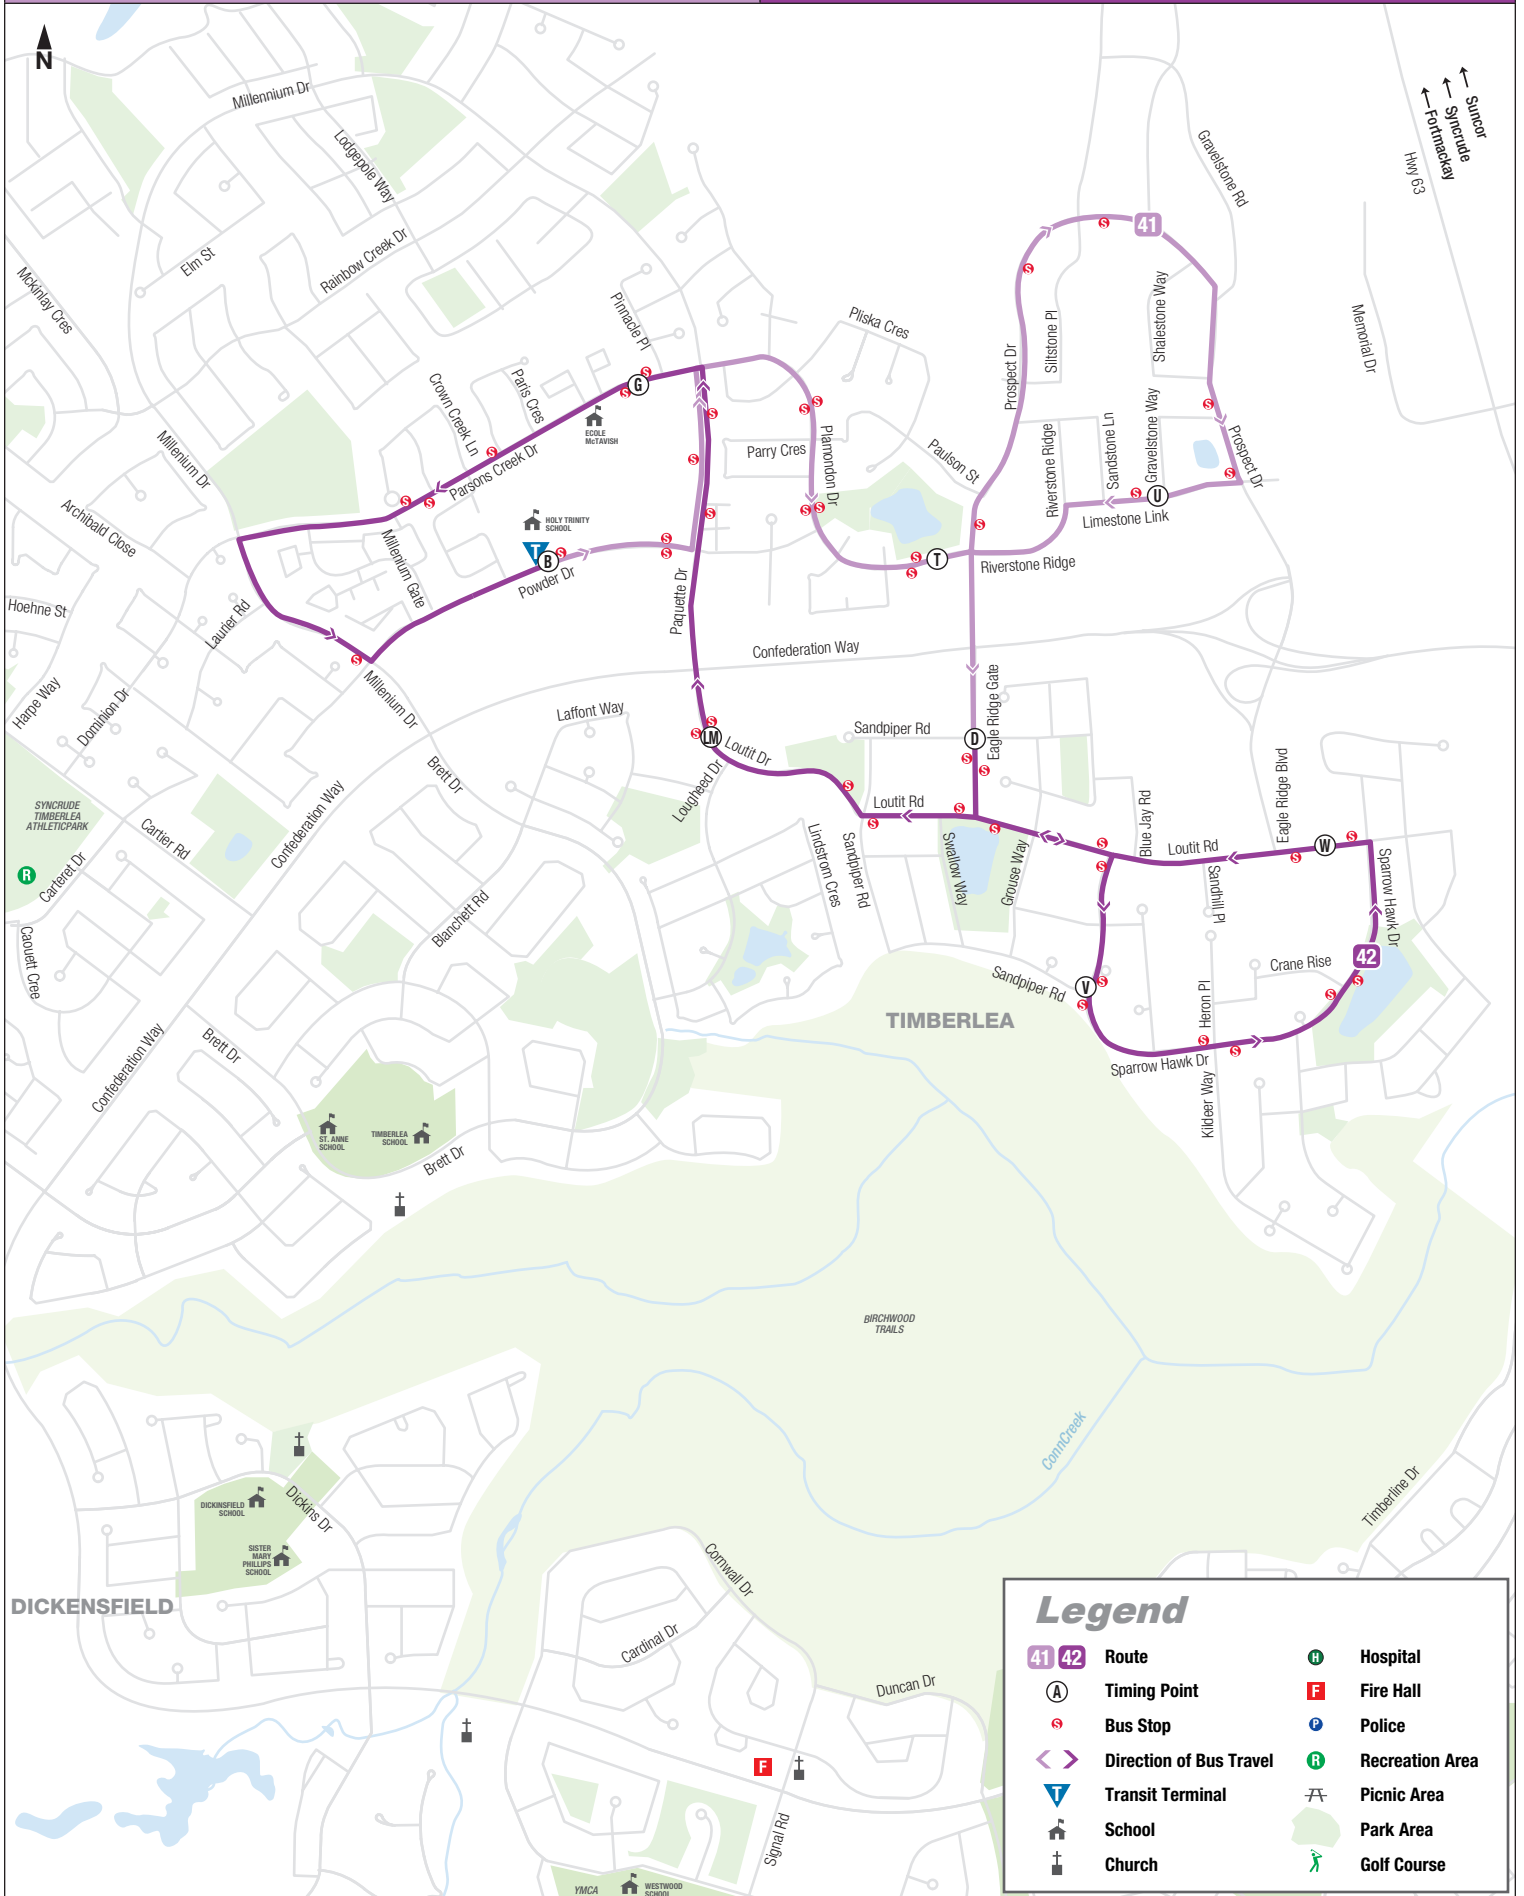 N
Millennium Dr
Lodgepole Way
Gravelstone Rd
Hwy 63
Fortmackay
Syncrude
Suncor
Elm St
Rainbow Creek Dr
Mckinlay Cres
Pinnacle Pl
Pliska Cres
41
Siltstone Pl
Shalestone Way
Prospect Dr
Memorial Dr
Crown Creek Ln
Paris Cres
G
ECOLE
McTAVISH
Parsons Creek Dr
Millenium Dr
Parry Cres
Plamondon Dr
Paulson St
Riverstone Ridge
Sandstone Ln
Gravelstone Way
Prospect Dr
U
Limestone Link
Archibald Close
HOLY TRINITY
SCHOOL
T
B
Powder Dr
Millenium Gate
T
Riverstone Ridge
Hoehne St
Laurier Rd
Paquette Dr
Confederation Way
Harpe Way
Dominion Dr
Millenium Dr
Laffont Way
LM
Loutit Dr
Sandpiper Rd
D
Eagle Ridge Gate
Brett Dr
Lougheed Dr
Eagle Ridge Blvd
SYNCRUDE
TIMBERLEA
ATHLETICPARK
Cartier Rd
Confederation Way
Loutit Rd
Blue Jay Rd
Loutit Rd
W
R
Carteret Dr
Lindstrom Cres
Sandpiper Rd
Swallow Way
Grouse Way
Sandhill Pl
Sparrow Hawk Dr
Caouett Cree
Blanchett Rd
42
Crane Rise
Sandpiper Rd
V
Heron Pl
TIMBERLEA
Confederation Way
Brett Dr
Sparrow Hawk Dr
Kildeer Way
ST. ANNE
SCHOOL
TIMBERLEA
SCHOOL
Brett Dr
BIRCHWOOD
TRAILS
ConnCreek
Timberline Dr
DICKINSFIELD
SCHOOL
Dickins Dr
SISTER
MARY
PHILLIPS
SCHOOL
DICKENSFIELD
Cornwall Dr
Cardinal Dr
Duncan Dr
F
Signal Rd
YMCA
WESTWOOD
SCHOOL
Legend
41 42 Route
A Timing Point
S Bus Stop
Direction of Bus Travel
T Transit Terminal
School
Church
H Hospital
F Fire Hall
P Police
R Recreation Area
Picnic Area
Park Area
Golf Course